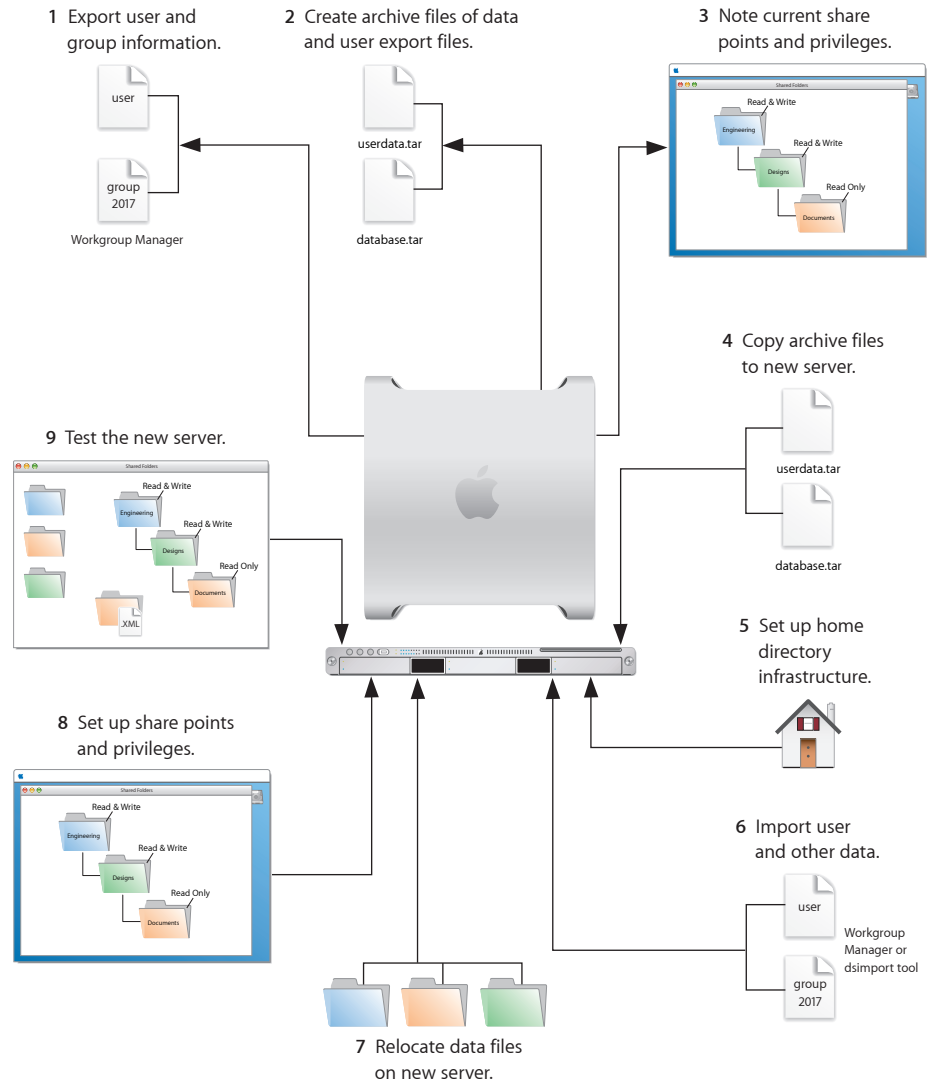 1 Export user and
group information.
user
group
2017
Workgroup Manager
2 Create archive files of data
and user export files.
userdata.tar
database.tar
3 Note current share
points and privileges.
Shared Folders
Read & Write
Engineering
Read & Write
Designs
Read Only
Documents
4 Copy archive files
to new server.
userdata.tar
database.tar
9 Test the new server.
Shared Folders
Read & Write
Engineering
Read & Write
Designs
Read Only
Documents
.XML
5 Set up home
directory
infrastructure.
8 Set up share points
and privileges.
Shared Folders
Read & Write
Engineering
Read & Write
Designs
Read Only
Documents
6 Import user
and other data.
user
group
2017
Workgroup
Manager or
dsimport tool
7 Relocate data files
on new server.